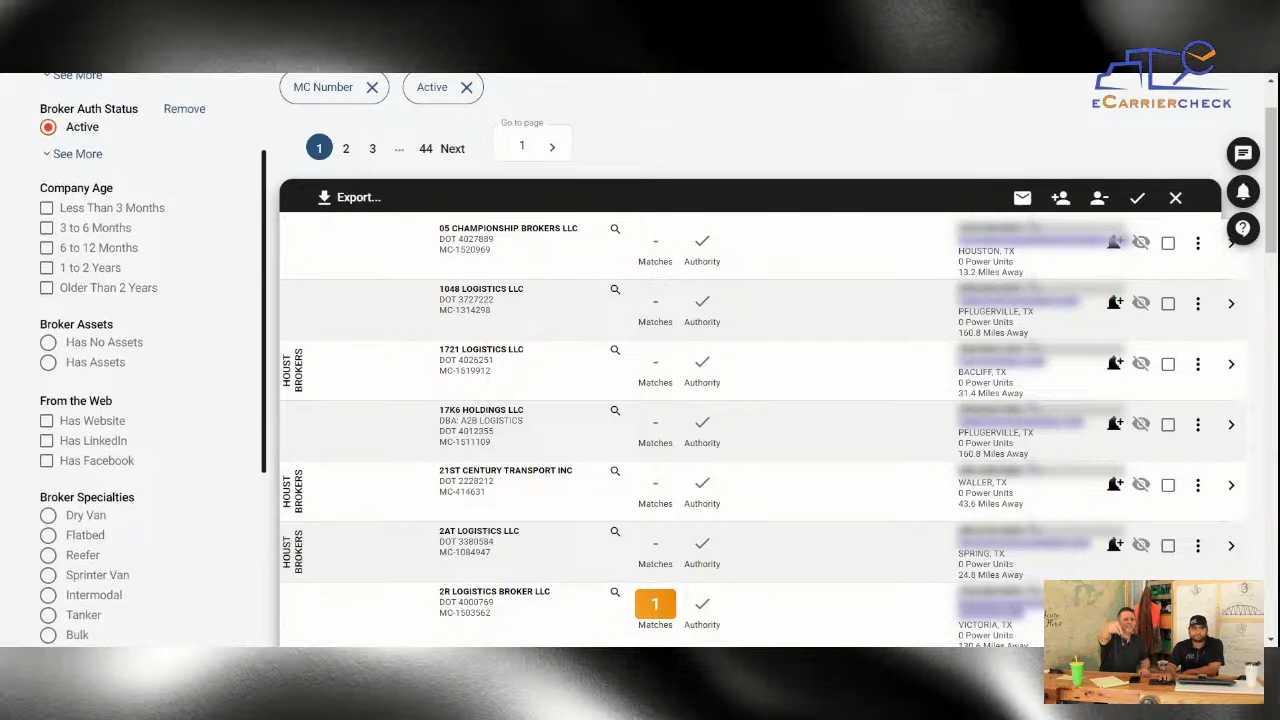 eCarrierCheck
See More
MC Number
Active
Broker Auth Status Remove
Active
See More
1 2 3 ... 44 Next
Go to page
1
Company Age
Less Than 3 Months
3 to 6 Months
6 to 12 Months
1 to 2 Years
Older Than 2 Years
Broker Assets
Has No Assets
Has Assets
From the Web
Has Website
Has LinkedIn
Has Facebook
Broker Specialties
Dry Van
Flatbed
Reefer
Sprinter Van
Intermodal
Tanker
Bulk
Export...
05 CHAMPIONSHIP BROKERS LLC
DOT 4027889
MC-1520969
-
Matches
Authority
HOUSTON, TX
0 Power Units
13.2 Miles Away
1048 LOGISTICS LLC
DOT 3727222
MC-1314298
-
Matches
Authority
PFLUGERVILLE, TX
0 Power Units
160.8 Miles Away
HOUST
BROKERS
1721 LOGISTICS LLC
DOT 4026251
MC-1519912
-
Matches
Authority
BACLIFF, TX
0 Power Units
31.4 Miles Away
17K6 HOLDINGS LLC
DBA: A2B LOGISTICS
DOT 4012355
MC-1511109
-
Matches
Authority
PFLUGERVILLE, TX
0 Power Units
160.8 Miles Away
HOUST
BROKERS
21ST CENTURY TRANSPORT INC
DOT 2228212
MC-414631
-
Matches
Authority
WALLER, TX
0 Power Units
43.6 Miles Away
HOUST
BROKERS
2AT LOGISTICS LLC
DOT 3380584
MC-1084947
-
Matches
Authority
SPRING, TX
0 Power Units
24.8 Miles Away
2R LOGISTICS BROKER LLC
DOT 4000769
MC-1503562
1
Matches
Authority
VICTORIA, TX
0 Power Units
130.6 Miles Away